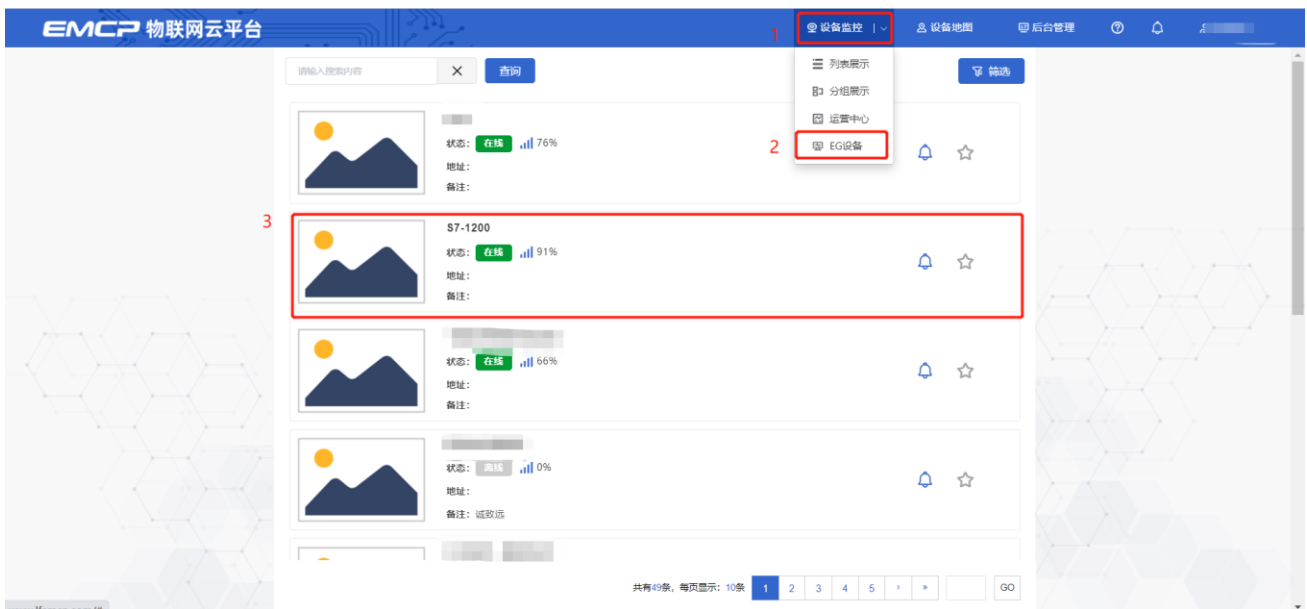 EMCP 物联网云平台
1
设备监控
设备地图
后台管理
请输入搜索内容
查询
列表展示
分组展示
运营中心
2
EG设备
筛选
状态: 在线 76%
地址:
备注:
3
S7-1200
状态: 在线 91%
地址:
备注:
状态: 在线 66%
地址:
备注:
状态: 离线 0%
地址:
备注: 诚致远
共有49条, 每页显示: 10条 1 2 3 4 5 › » GO